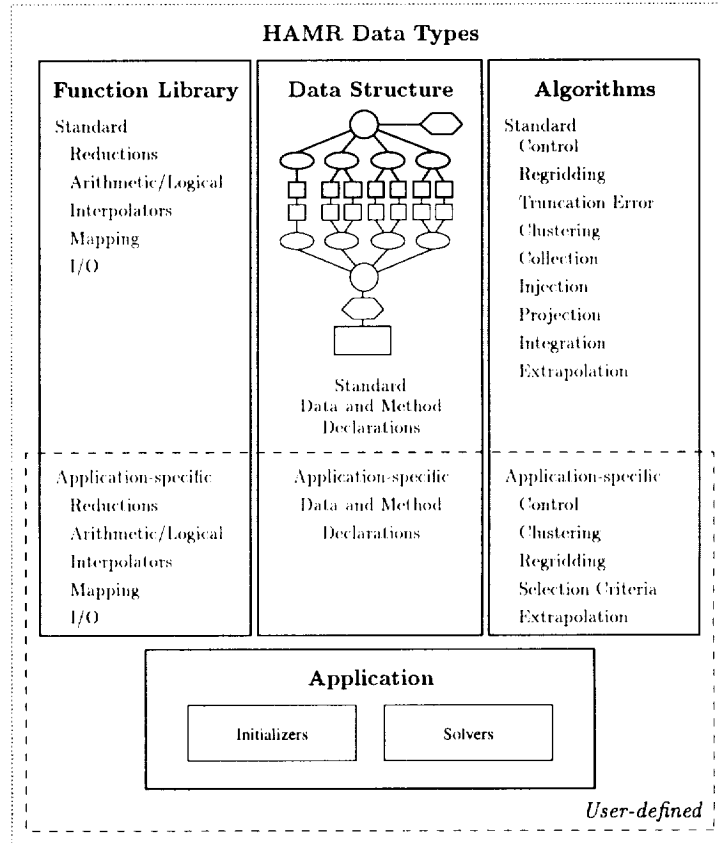 HAMR Data Types
Function Library
Standard
Reductions
Arithmetic/Logical
Interpolators
Mapping
I/O
Application-specific
Reductions
Arithmetic/Logical
Interpolators
Mapping
I/O
Data Structure
Standard
Data and Method
Declarations
Application-specific
Data and Method
Declarations
Algorithms
Standard
Control
Regridding
Truncation Error
Clustering
Collection
Injection
Projection
Integration
Extrapolation
Application-specific
Control
Clustering
Regridding
Selection Criteria
Extrapolation
Application
Initializers
Solvers
User-defined